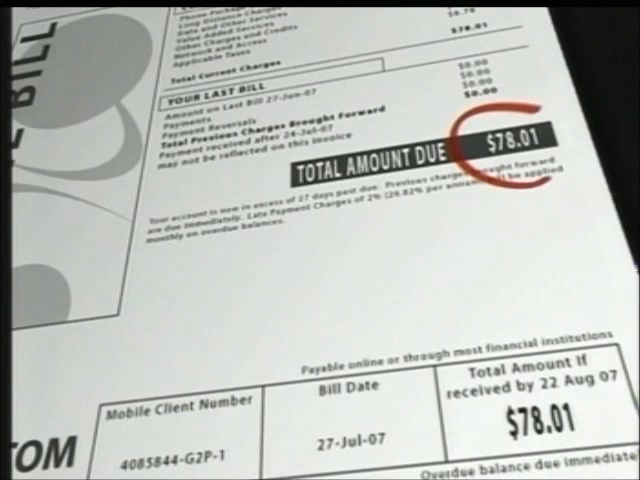 Phone Package
Long Distance Charges
Data and Other Services
Value Added Services
Other Charges and Credits
Network and Access
Applicable Taxes
$78.01
Total Current Charges
YOUR LAST BILL
Amount on Last Bill 27-Jun-07 $0.00
Payments $0.00
Payment Reversals $0.00
Total Previous Charges Brought Forward $0.00
Payment received after 24-Jul-07
may not be reflected on this invoice
TOTAL AMOUNT DUE $78.01
Your account is now in excess of 27 days past due. Previous charges brought forward
are due immediately. Late Payment Charges of 2% (26.82% per annum) will be applied
monthly on overdue balances.
BILL
Payable online or through most financial institutions
Mobile Client Number
4085844-G2P-1
Bill Date
27-Jul-07
Total Amount If
received by 22 Aug 07
$78.01
TOM
Overdue balance due immediate